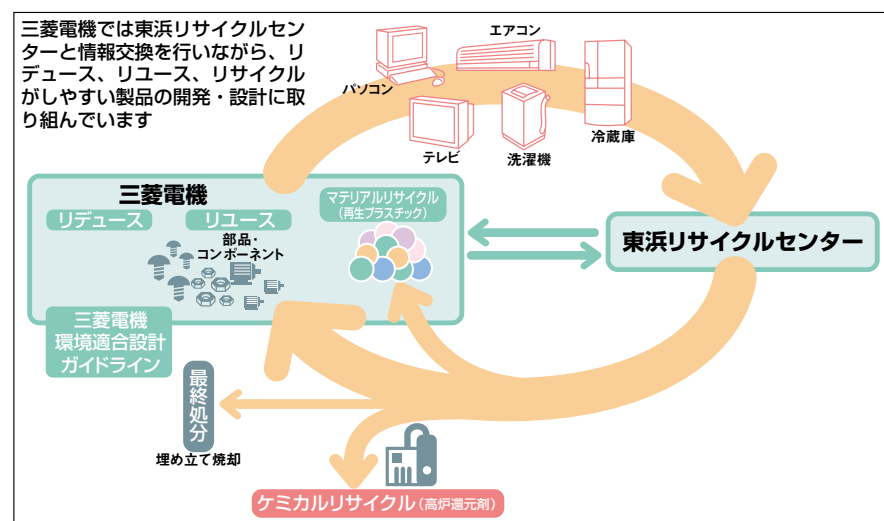 三菱電機では東浜リサイクルセン
ターと情報交換を行いながら、リ
デュース、リユース、リサイクル
がしやすい製品の開発・設計に取
り組んでいます
パソコン
エアコン
テレビ
洗濯機
冷蔵庫
三菱電機
リデュース
リユース
部品・
コンポーネント
マテリアルリサイクル
(再生プラスチック)
東浜リサイクルセンター
三菱電機
環境適合設計
ガイドライン
最終処分
埋め立て焼却
ケミカルリサイクル(高炉還元剤)